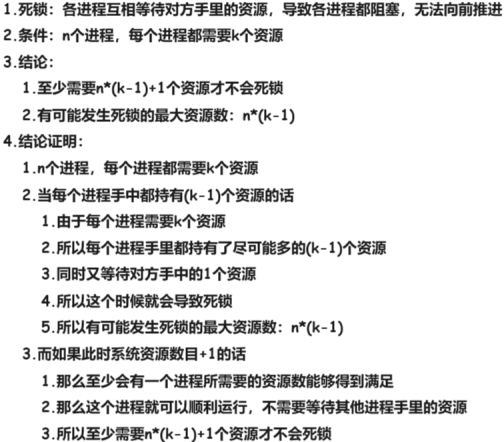 1.死锁：各进程互相等待对方手里的资源，导致各进程都阻塞，无法向前推进
2.条件：n个进程，每个进程都需要k个资源
3.结论：
1.至少需要n*(k-1)+1个资源才不会死锁
2.有可能发生死锁的最大资源数：n*(k-1)
4.结论证明：
1.n个进程，每个进程都需要k个资源
2.当每个进程手中都持有(k-1)个资源的话
1.由于每个进程需要k个资源
2.所以每个进程手里都持有了尽可能多的(k-1)个资源
3.同时又等待对方手中的1个资源
4.所以这个时候就会导致死锁
5.所以有可能发生死锁的最大资源数：n*(k-1)
3.而如果此时系统资源数目+1的话
1.那么至少会有一个进程所需要的资源数能够得到满足
2.那么这个进程就可以顺利运行，不需要等待其他进程手里的资源
3.所以至少需要n*(k-1)+1个资源才不会死锁